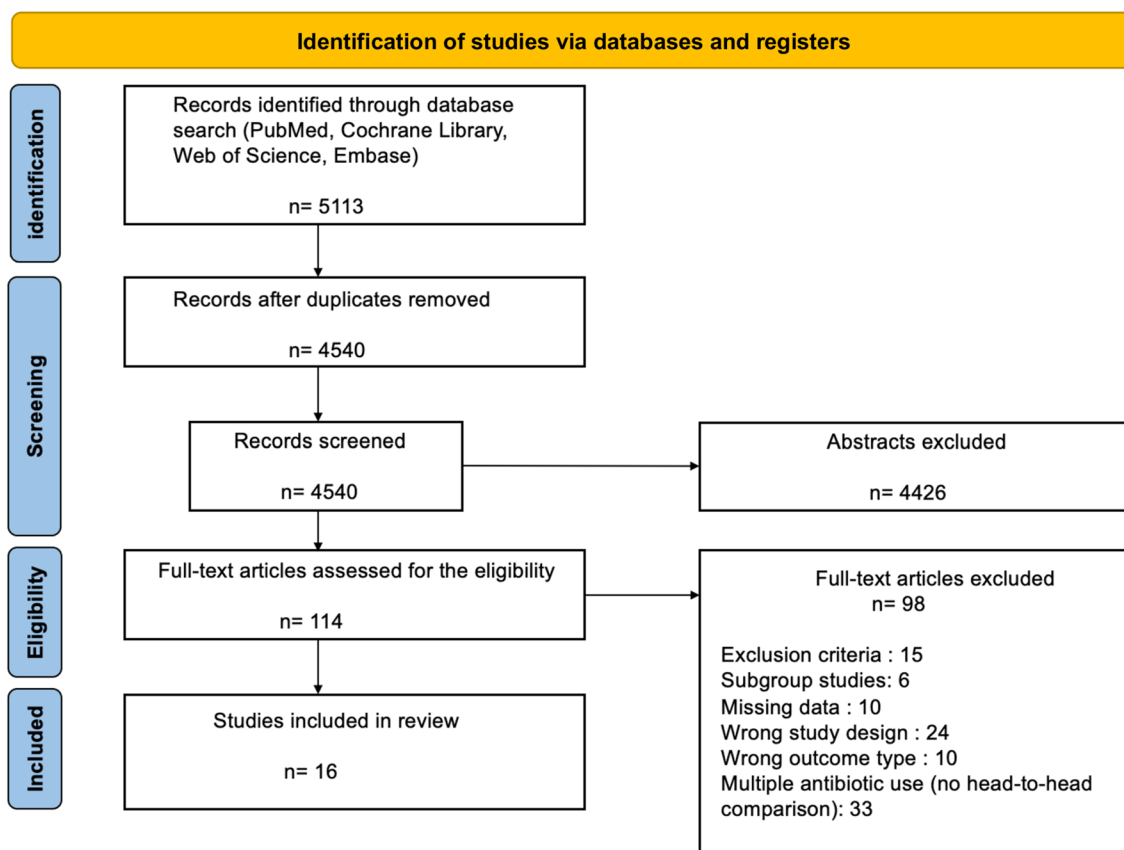 Identification of studies via databases and registers
identification
Records identified through database
search (PubMed, Cochrane Library,
Web of Science, Embase)
n= 5113
Screening
Records after duplicates removed
n= 4540
Records screened
n= 4540
Abstracts excluded
n= 4426
Eligibility
Full-text articles assessed for the eligibility
n= 114
Full-text articles excluded
n= 98
Exclusion criteria : 15
Subgroup studies: 6
Missing data : 10
Wrong study design : 24
Wrong outcome type : 10
Multiple antibiotic use (no head-to-head
comparison): 33
Included
Studies included in review
n= 16